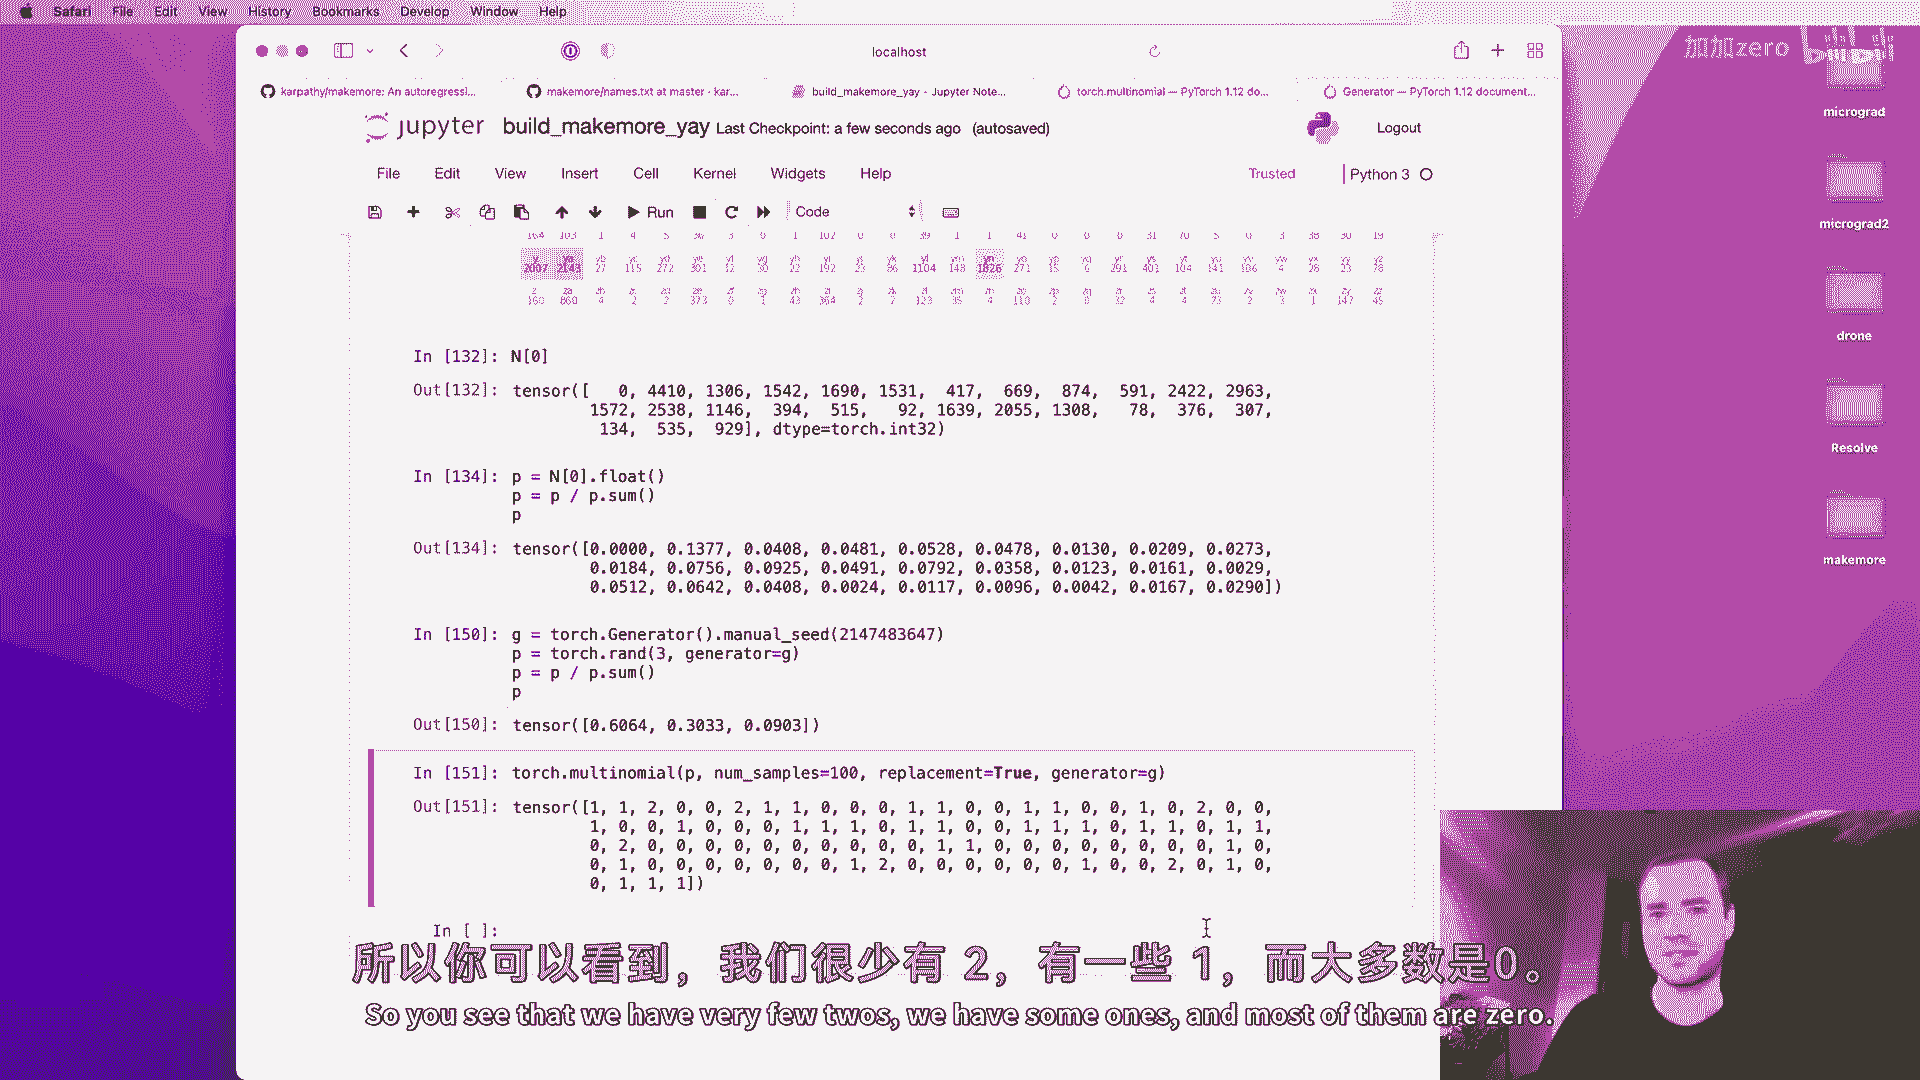 Safari File Edit View History Bookmarks Develop Window Help
localhost
加加zero bilibili
karpathy/makemore: An autoregressi...
makemore/names.txt at master · kar...
build_makemore_yay - Jupyter Note...
torch.multinomial — PyTorch 1.12 do...
Generator — PyTorch 1.12 document...
jupyter build_makemore_yay Last Checkpoint: a few seconds ago (autosaved)
Logout
File Edit View Insert Cell Kernel Widgets Help
Trusted Python 3
Run Code
In [132]: N[0]
Out[132]: tensor([ 0, 4410, 1306, 1542, 1690, 1531, 417, 669, 874, 591, 2422, 2963,
1572, 2538, 1146, 394, 515, 92, 1639, 2055, 1308, 78, 376, 307,
134, 535, 929], dtype=torch.int32)
In [134]: p = N[0].float()
p = p / p.sum()
p
Out[134]: tensor([0.0000, 0.1377, 0.0408, 0.0481, 0.0528, 0.0478, 0.0130, 0.0209, 0.0273,
0.0184, 0.0756, 0.0925, 0.0491, 0.0792, 0.0358, 0.0123, 0.0161, 0.0029,
0.0512, 0.0642, 0.0408, 0.0024, 0.0117, 0.0096, 0.0042, 0.0167, 0.0290])
In [150]: g = torch.Generator().manual_seed(2147483647)
p = torch.rand(3, generator=g)
p = p / p.sum()
p
Out[150]: tensor([0.6064, 0.3033, 0.0903])
In [151]: torch.multinomial(p, num_samples=100, replacement=True, generator=g)
Out[151]: tensor([1, 1, 2, 0, 0, 2, 1, 1, 0, 0, 0, 1, 1, 0, 0, 1, 1, 0, 0, 1, 0, 2, 0, 0,
1, 0, 0, 1, 0, 0, 0, 1, 1, 1, 0, 1, 1, 0, 0, 1, 1, 1, 0, 1, 1, 0, 1, 1,
0, 2, 0, 0, 0, 0, 0, 0, 0, 0, 0, 0, 1, 1, 0, 0, 0, 0, 0, 0, 0, 0, 1, 0,
0, 1, 0, 0, 0, 0, 0, 0, 0, 1, 2, 0, 0, 0, 0, 0, 0, 1, 0, 0, 2, 0, 1, 0,
0, 1, 1, 1])
In [ ]:
micrograd
micrograd2
drone
Resolve
makemore
所以你可以看到，我们很少有 2，有一些 1，而大多数是0。
So you see that we have very few twos, we have some ones, and most of them are zero.